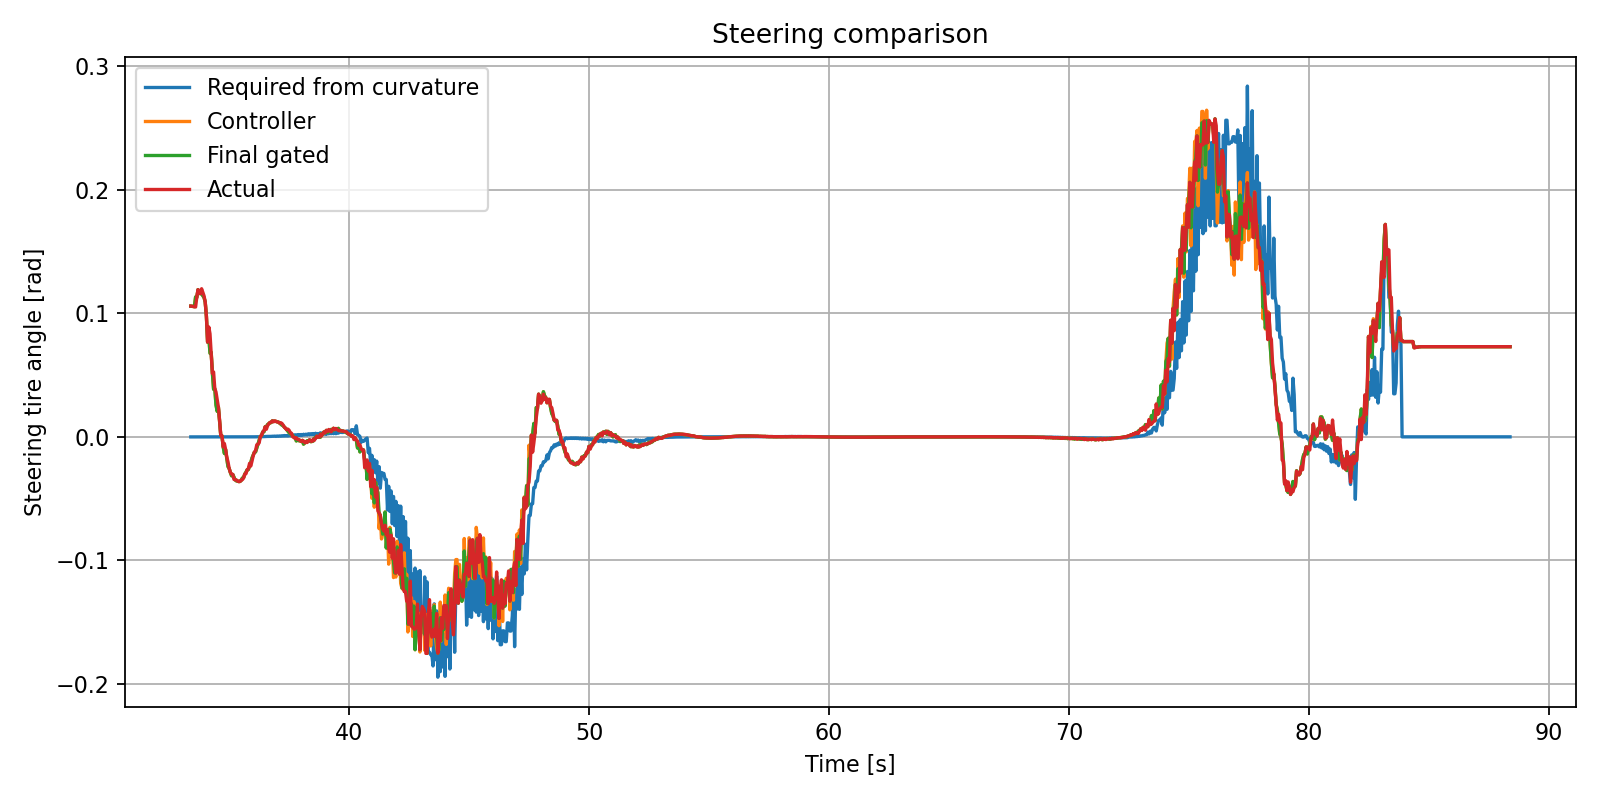 Steering comparison
Required from curvature
Controller
Final gated
Actual
Steering tire angle [rad]
0.3
0.2
0.1
0.0
−0.1
−0.2
40 50 60 70 80 90
Time [s]